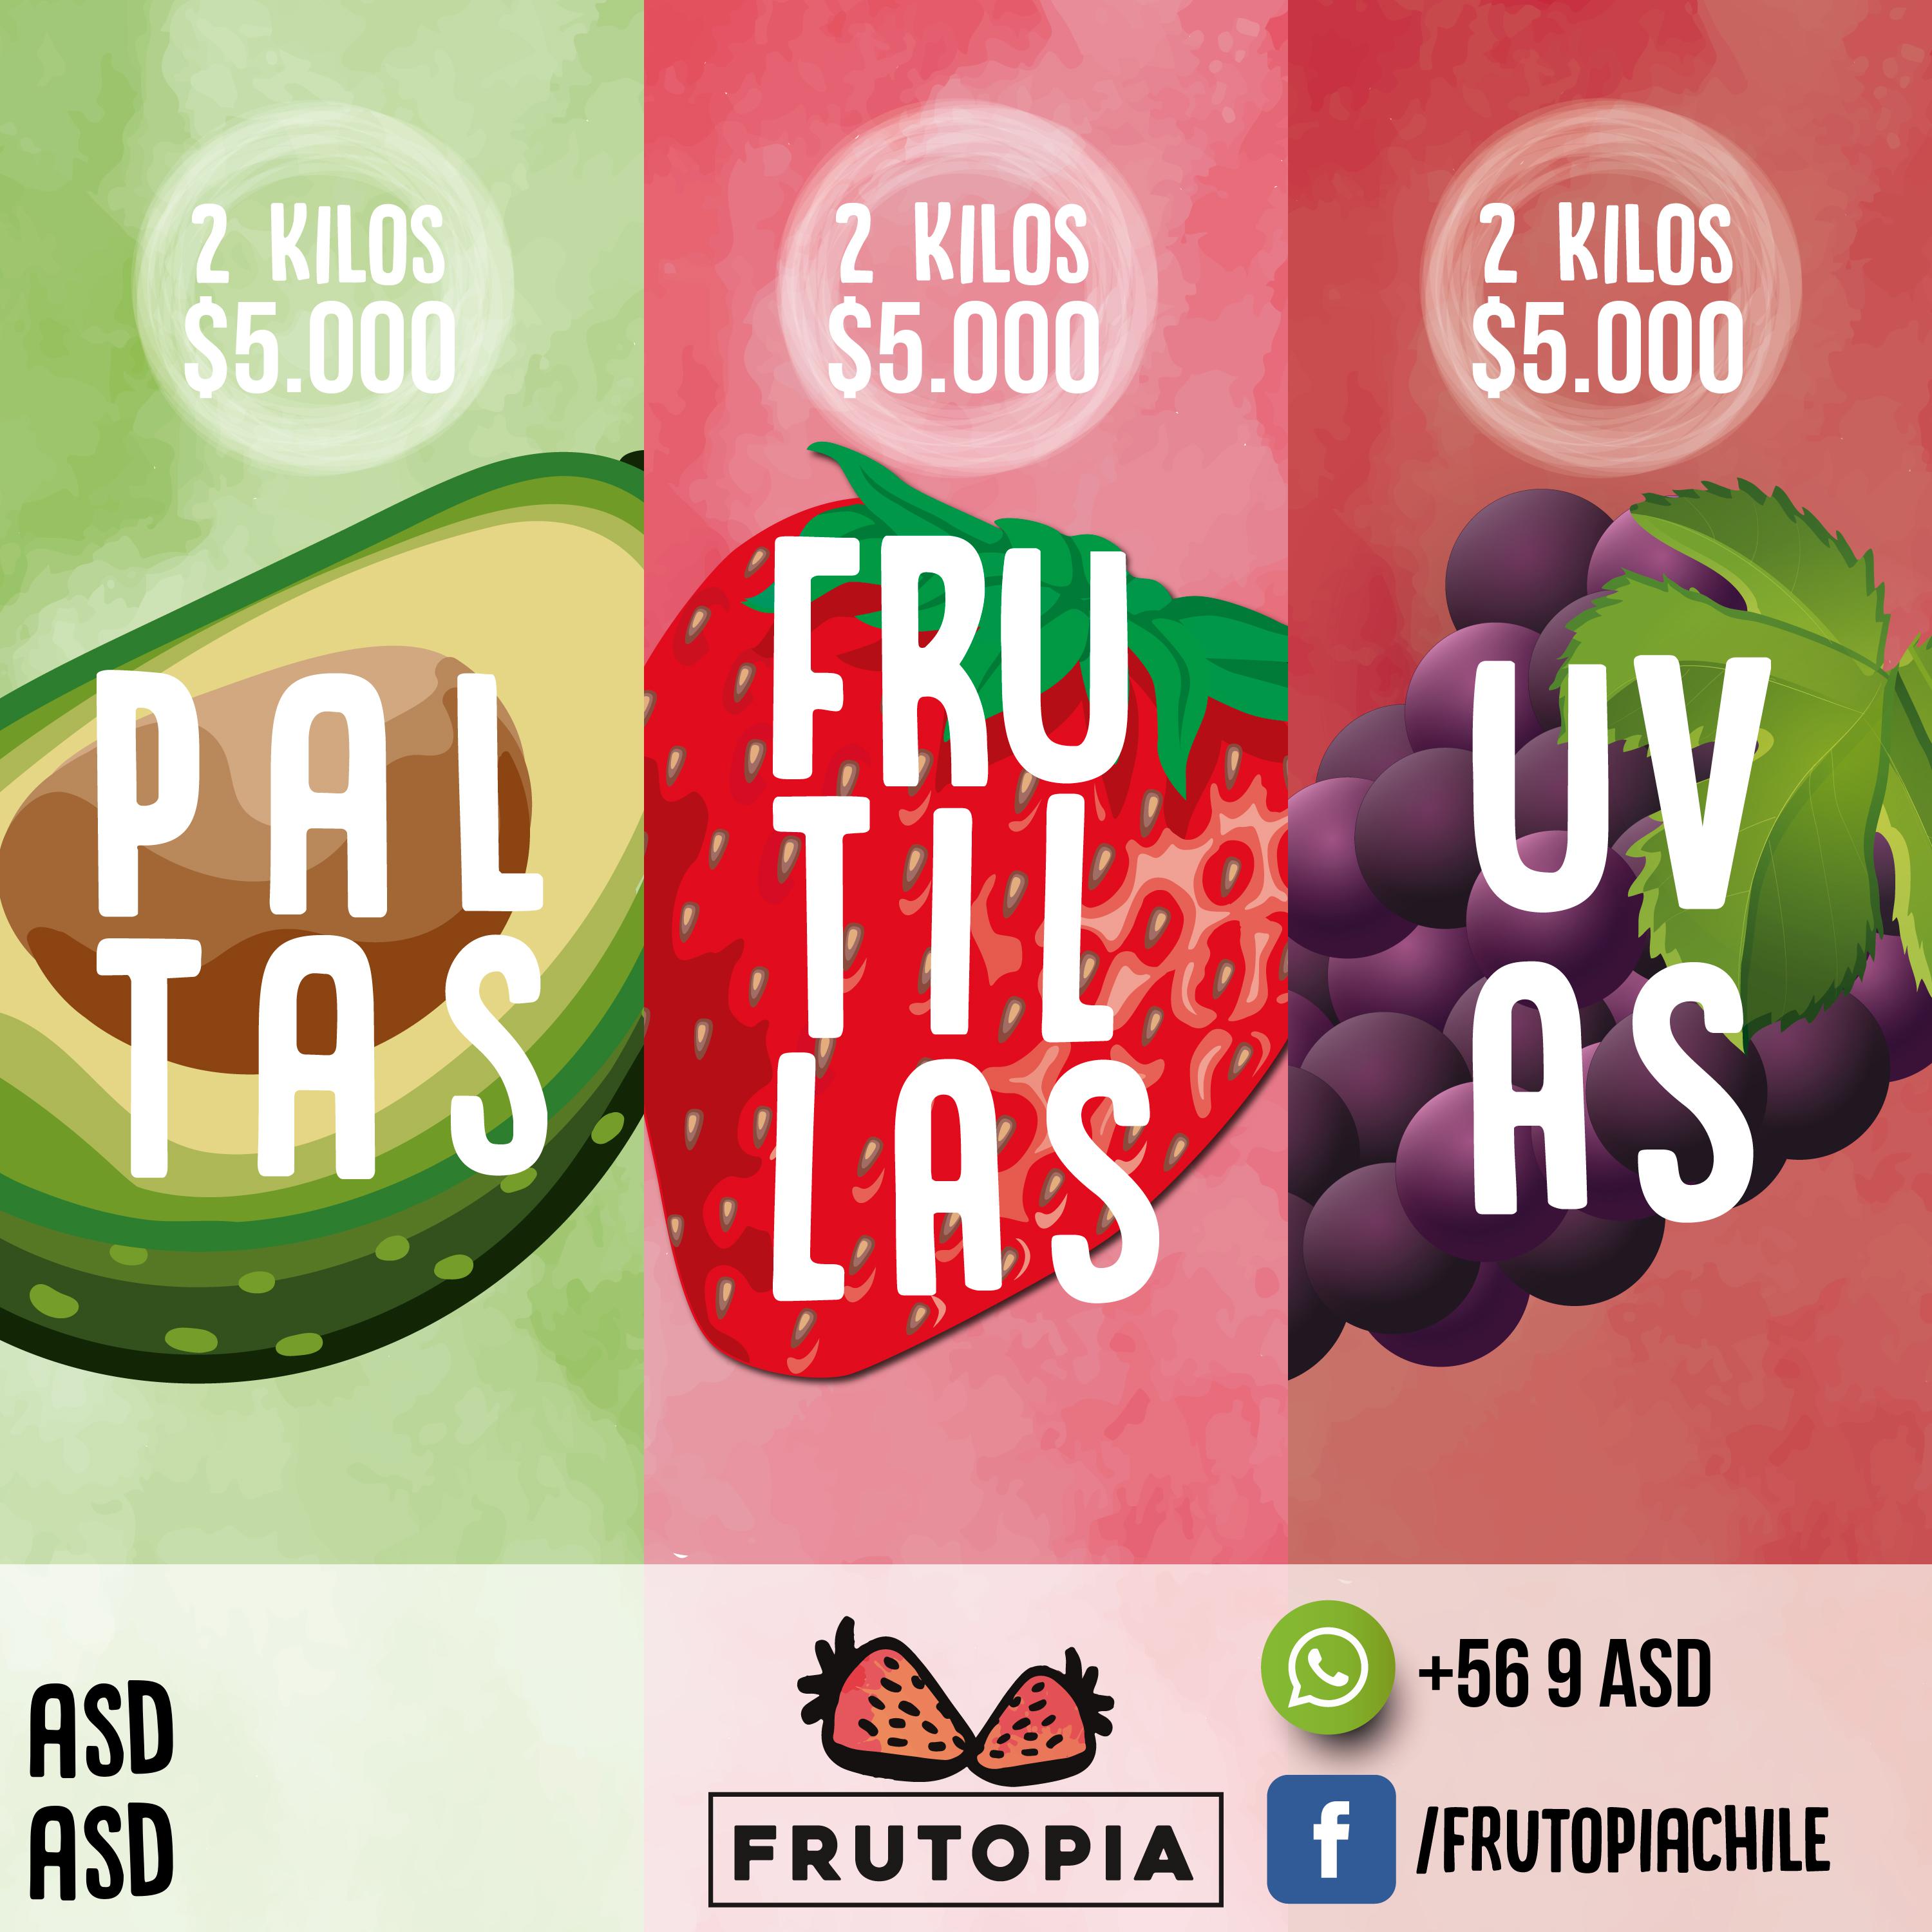 2 KILOS
$5.000
PAL
TAS
2 KILOS
$5.000
FRU
TIL
LAS
2 KILOS
$5.000
UV
AS
ASD
ASD
FRUTOPIA
+56 9 ASD
f
/FRUTOPIACHILE